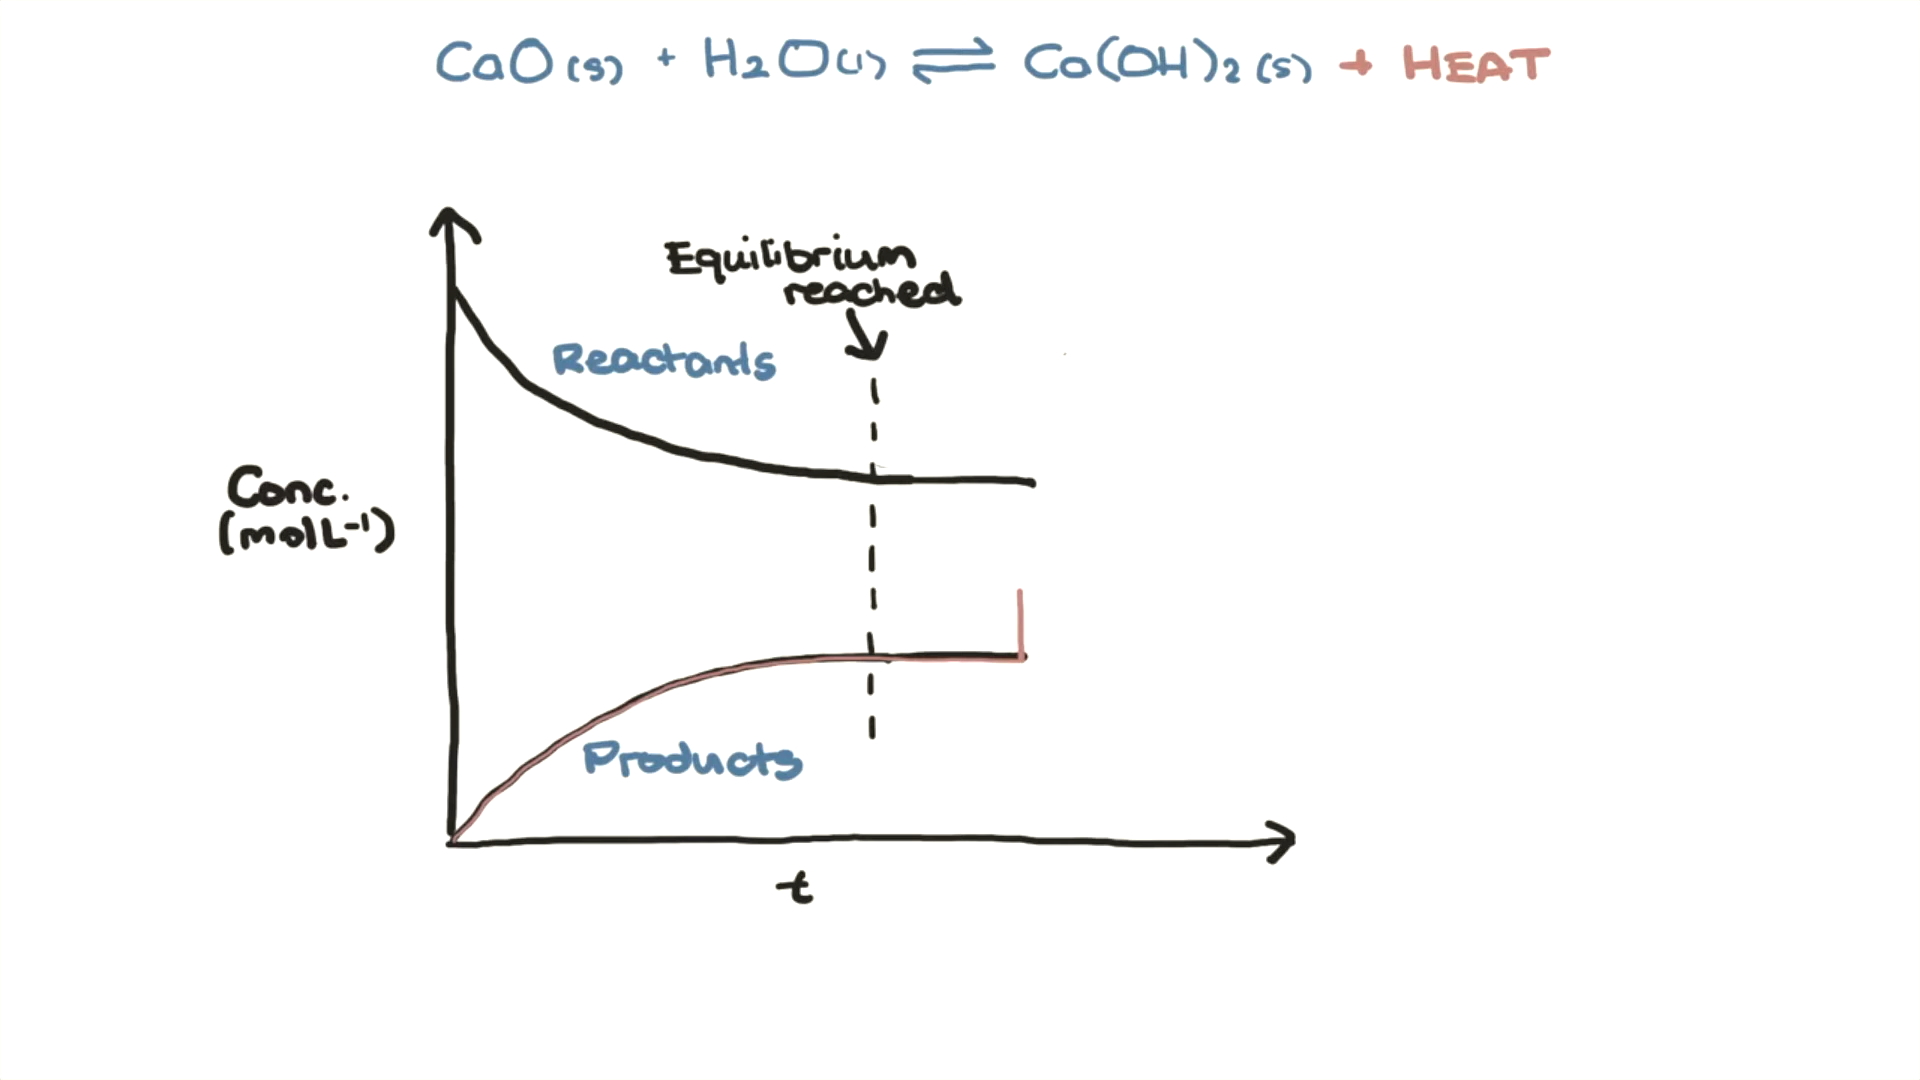 CaO(s) + H2O(l) ⇌ Ca(OH)2(s) + HEAT
Equilibrium
reached
Reactants
Conc.
(molL⁻¹)
Products
t